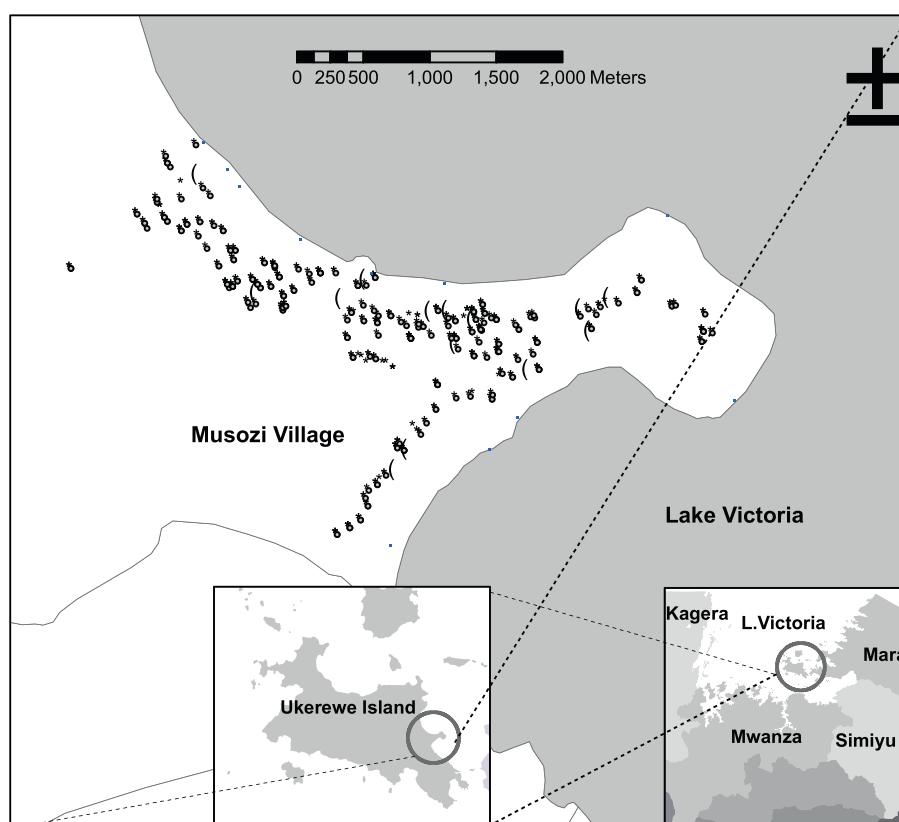 0 250 500 1,000 1,500 2,000 Meters
Musozi Village
Lake Victoria
Kagera
L.Victoria
Mara
Ukerewe Island
Mwanza
Simiyu